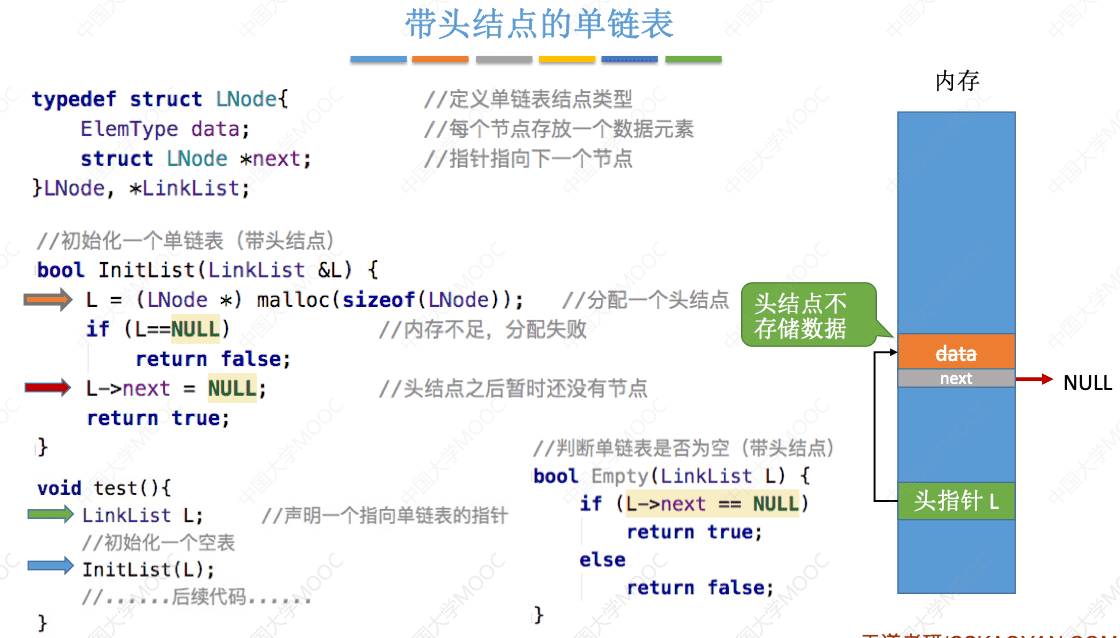 带头结点的单链表
typedef struct LNode{ //定义单链表结点类型
ElemType data; //每个节点存放一个数据元素
struct LNode *next; //指针指向下一个节点
}LNode, *LinkList;
//初始化一个单链表（带头结点）
bool InitList(LinkList &L) {
L = (LNode *) malloc(sizeof(LNode)); //分配一个头结点
if (L==NULL) //内存不足，分配失败
return false;
L->next = NULL; //头结点之后暂时还没有节点
return true;
}
void test(){
LinkList L; //声明一个指向单链表的指针
//初始化一个空表
InitList(L);
//......后续代码......
}
//判断单链表是否为空（带头结点）
bool Empty(LinkList L) {
if (L->next == NULL)
return true;
else
return false;
}
内存
头结点不
存储数据
data
next
NULL
头指针 L
中国大学MOOC